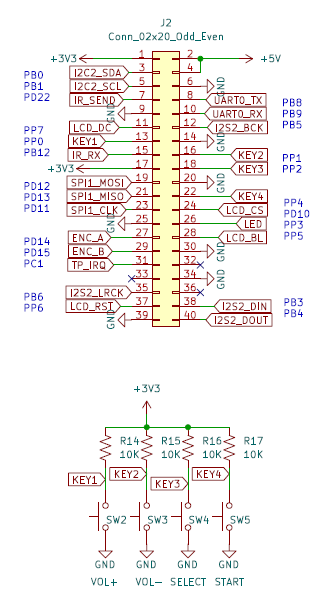 J2
Conn_02x20_Odd_Even
+3V3 1 2 +5V
PB0 I2C2_SDA 3 4
PB1 I2C2_SCL 5 6 GND
PD22 IR_SEND 7 8 UART0_TX PB8
GND 9 10 UART0_RX PB9
PP7 LCD_DC 11 12 I2S2_BCK PB5
PP0 KEY1 13 14 GND
PB12 IR_RX 15 16 KEY2 PP1
+3V3 17 18 KEY3 PP2
PD12 SPI1_MOSI 19 20 GND
PD13 SPI1_MISO 21 22 KEY4 PP4
PD11 SPI1_CLK 23 24 LCD_CS PD10
GND 25 26 LED PP3
PD14 ENC_A 27 28 LCD_BL PP5
PD15 ENC_B 29 30 GND
PC1 TP_IRQ 31 32
33 34 GND
PB6 I2S2_LRCK 35 36
PP6 LCD_RST 37 38 I2S2_DIN PB3
GND 39 40 I2S2_DOUT PB4
+3V3
R14 R15 R16 R17
10K 10K 10K 10K
KEY1 KEY2 KEY3 KEY4
SW2 SW3 SW4 SW5
GND GND GND GND
VOL+ VOL- SELECT START